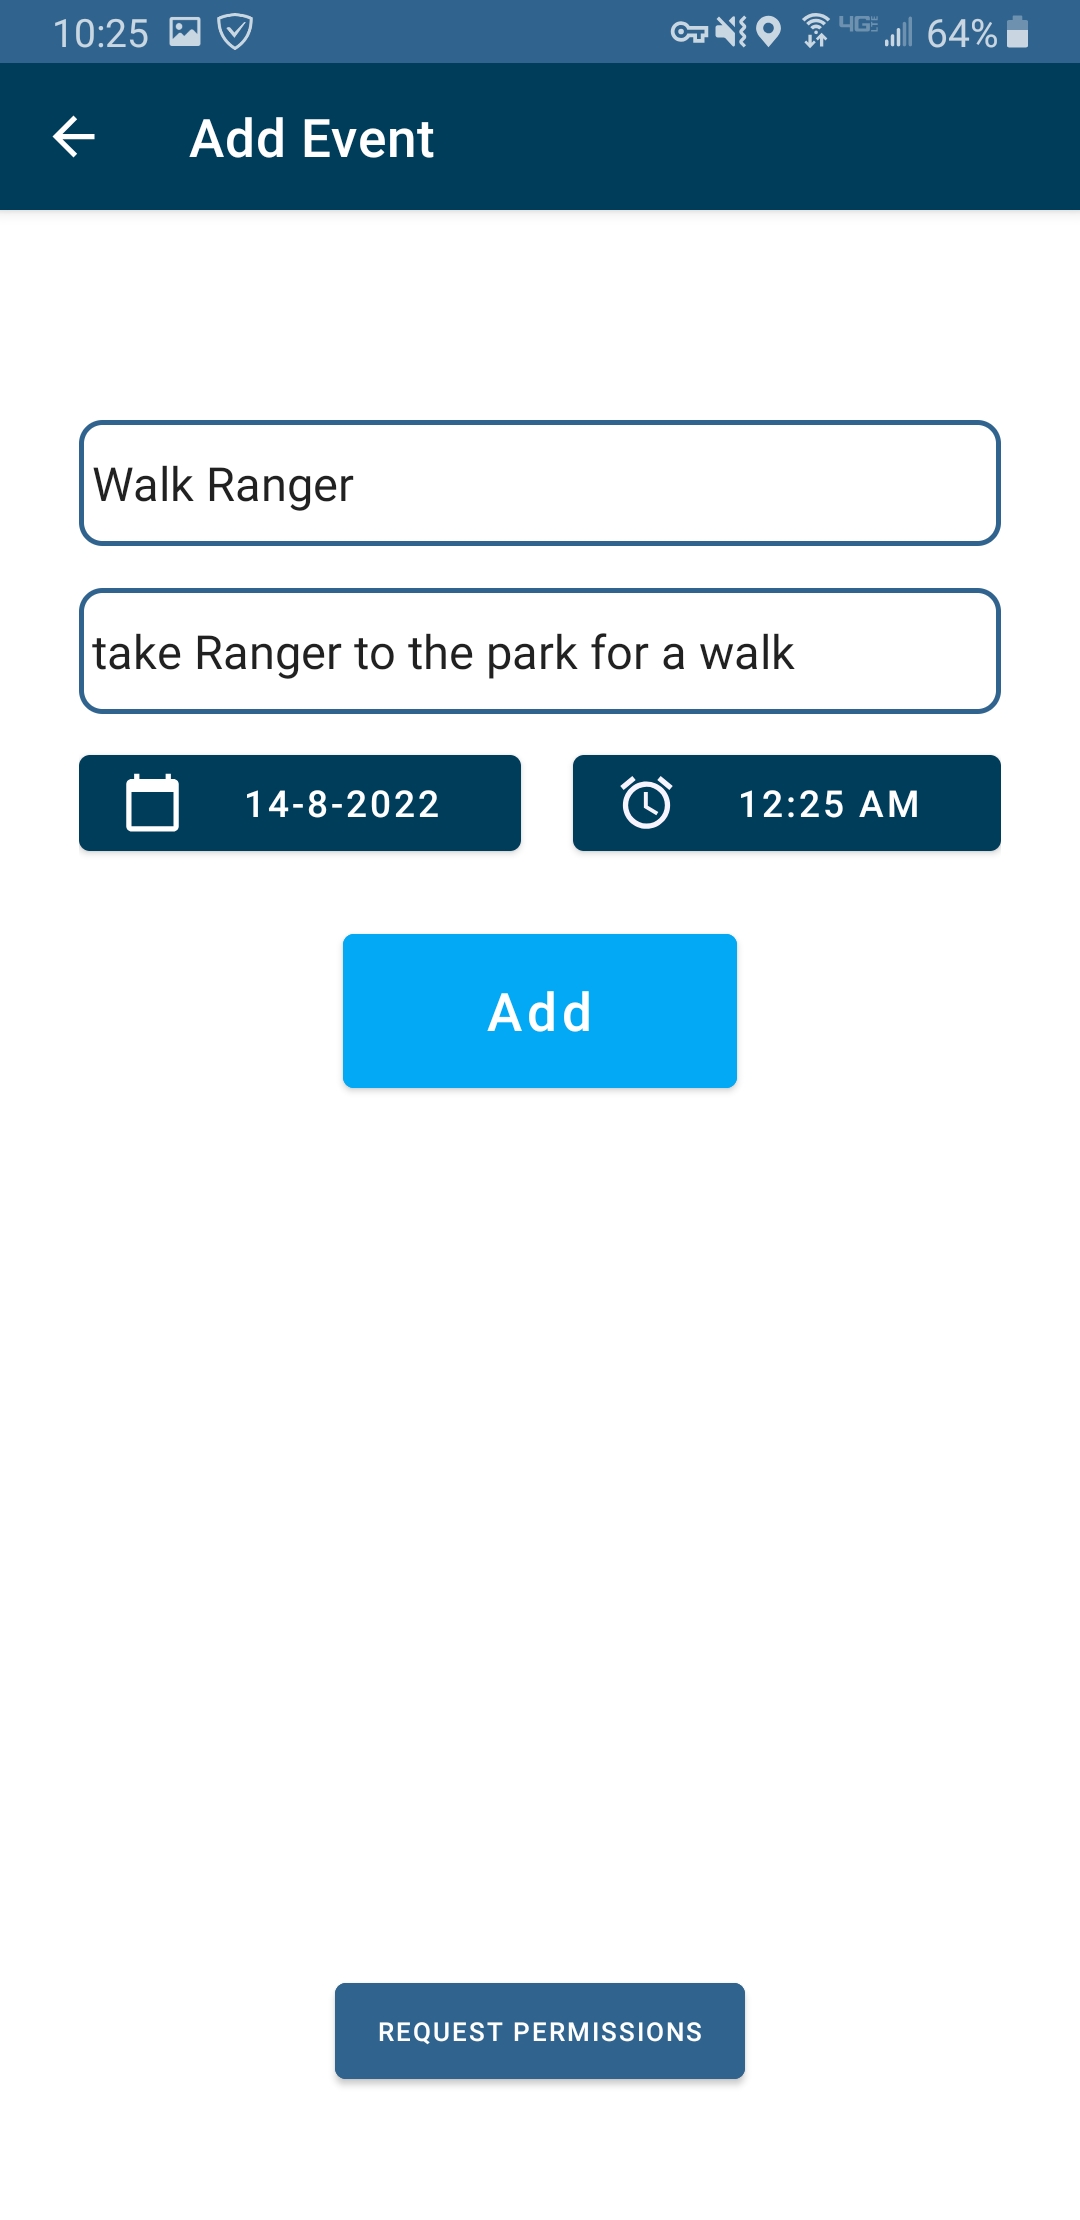 10:25 4G LTE 64%
Add Event
Walk Ranger
take Ranger to the park for a walk
14-8-2022 12:25 AM
Add
REQUEST PERMISSIONS